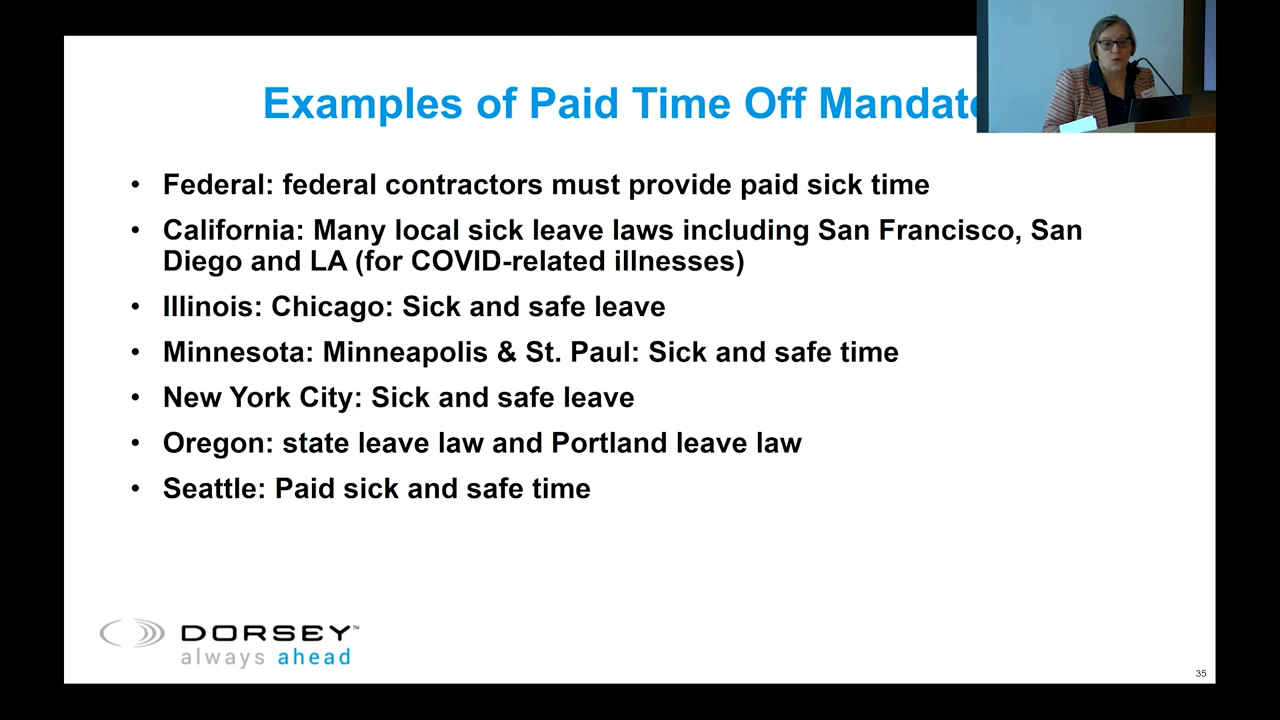 Examples of Paid Time Off
• Federal: federal contractors must provide paid sick time
• California: Many local sick leave laws including San Francisco, San
Diego and LA (for COVID-related illnesses)
• Illinois: Chicago: Sick and safe leave
• Minnesota: Minneapolis & St. Paul: Sick and safe time
• New York City: Sick and safe leave
• Oregon: state leave law and Portland leave law
• Seattle: Paid sick and safe time
DORSEY™
always ahead
35